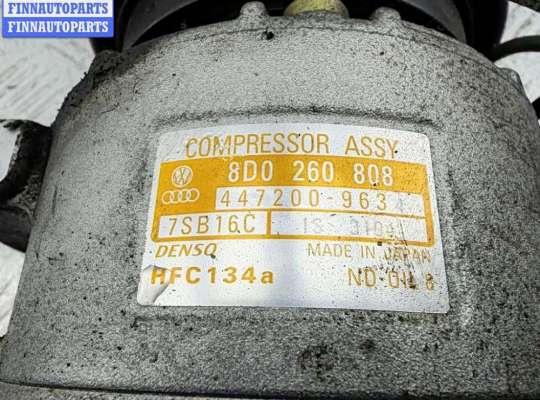 FINNAUTOPARTS
FINNAUTOPARTS
COMPRESSOR ASSY
8D0 260 808
447200-963
7SB16C
DENSO MADE IN JAPAN
HFC134a ND-OIL 8